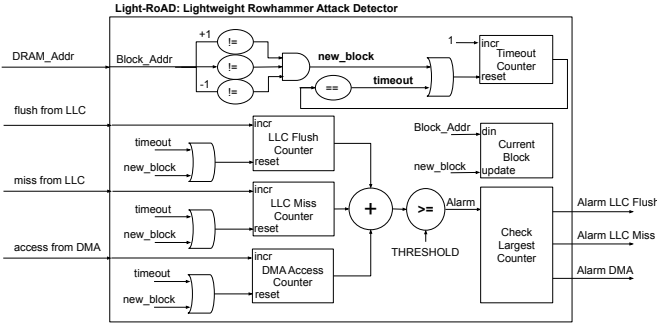 Light-RoAD: Lightweight Rowhammer Attack Detector
DRAM_Addr
Block_Addr
+1
!=
!=
-1
!=
new_block
timeout
==
1
incr
Timeout
Counter
reset
flush from LLC
timeout
new_block
incr
LLC Flush
Counter
reset
Block_Addr
new_block
din
Current
Block
update
miss from LLC
timeout
new_block
incr
LLC Miss
Counter
reset
+
>=
THRESHOLD
Alarm
Check
Largest
Counter
Alarm LLC Flush
Alarm LLC Miss
Alarm DMA
access from DMA
timeout
new_block
incr
DMA Access
Counter
reset